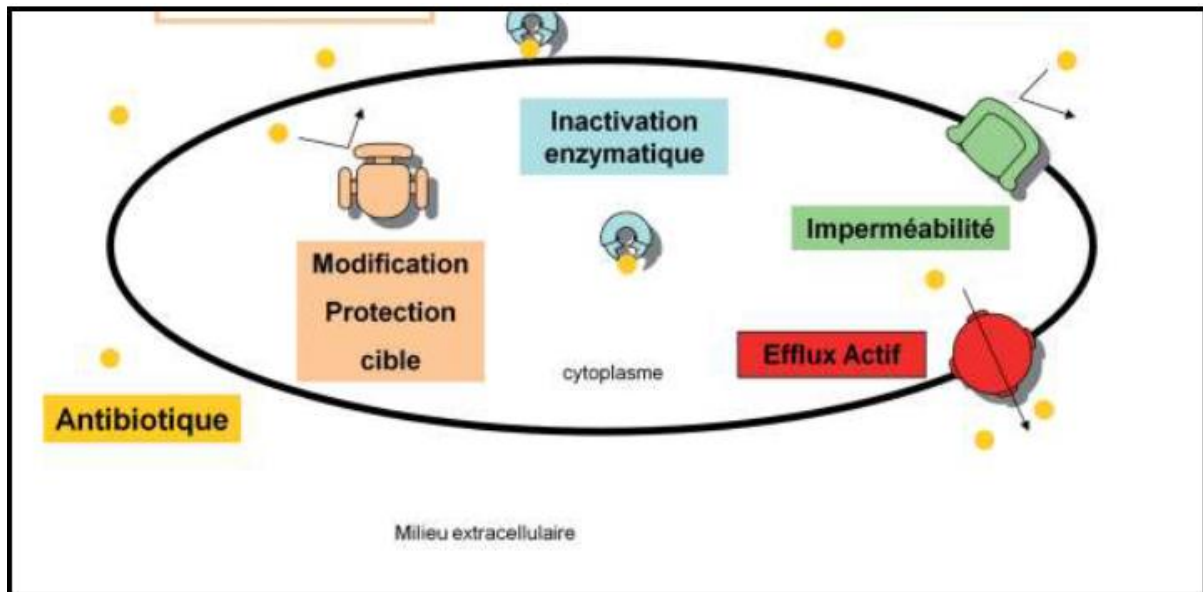 Inactivation
enzymatique
Imperméabilité
Modification
Protection
cible
Efflux Actif
cytoplasme
Antibiotique
Milieu extracellulaire